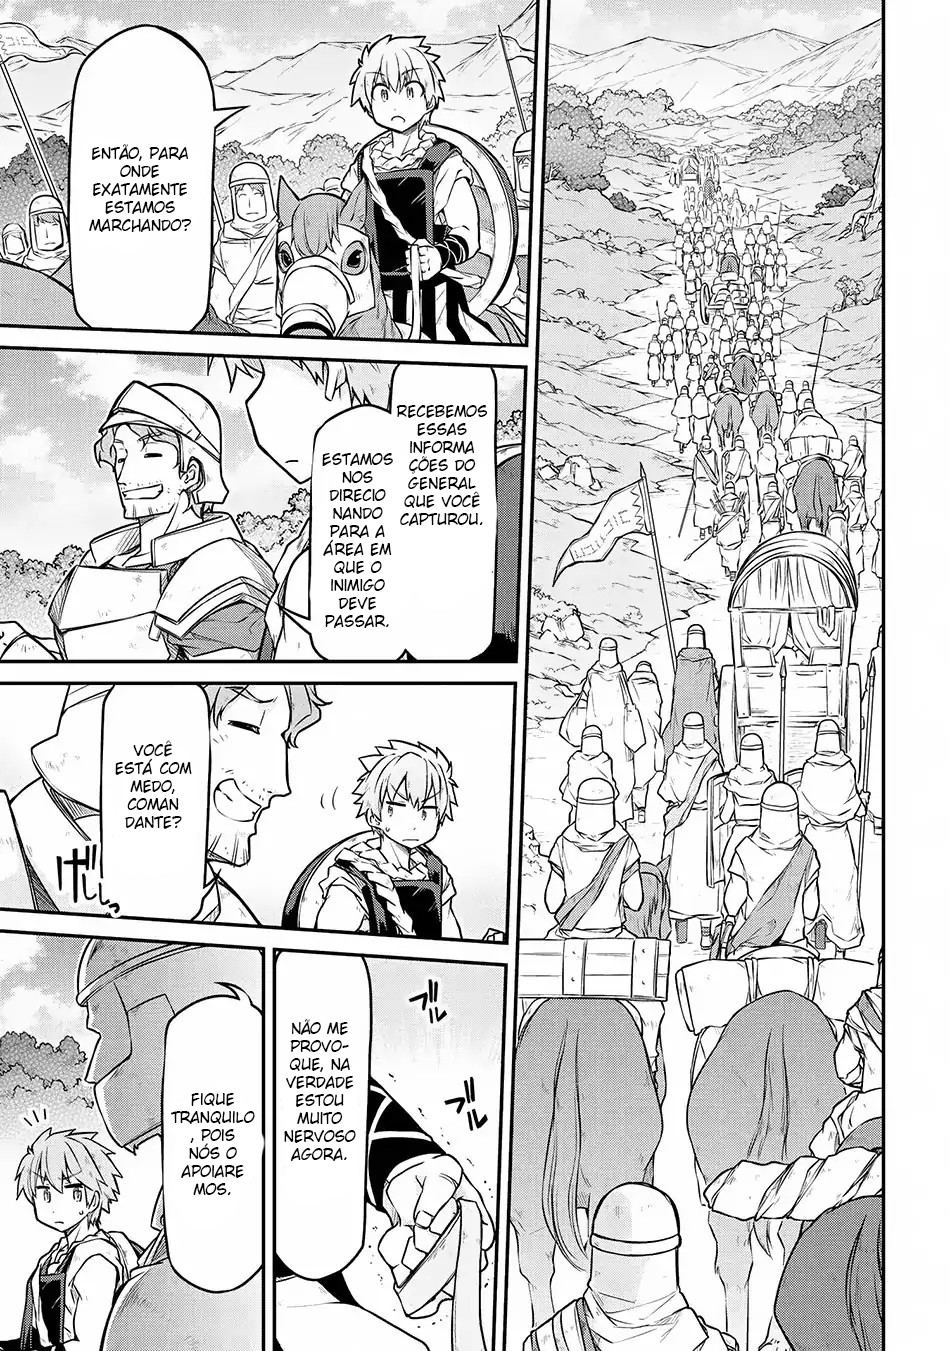 ENTÃO, PARA
ONDE
EXATAMENTE
ESTAMOS
MARCHANDO?
RECEBEMOS
ESSAS
INFORMA
ÇÕES DO
GENERAL
QUE VOCÊ
CAPTUROU.
ESTAMOS
NOS
DIRECIO
NANDO
PARA A
ÁREA EM
QUE O
INIMIGO
DEVE
PASSAR.
VOCÊ
ESTÁ COM
MEDO,
COMAN
DANTE?
NÃO ME
PROVO-
QUE, NA
VERDADE
ESTOU
MUITO
NERVOSO
AGORA.
FIQUE
TRANQUILO
, POIS
NÓS O
APOIARE
MOS.